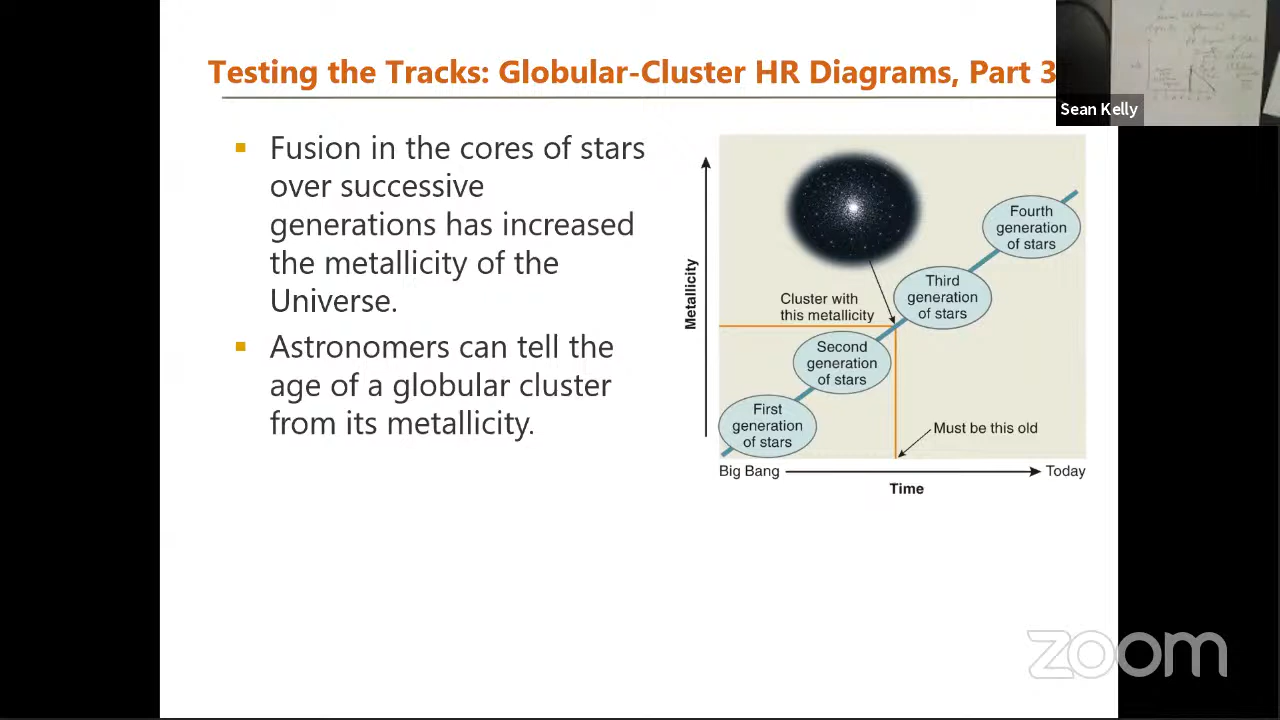 Testing the Tracks: Globular-Cluster HR Diagrams, Part 3
Sean Kelly
Fusion in the cores of stars
over successive
generations has increased
the metallicity of the
Universe.
Astronomers can tell the
age of a globular cluster
from its metallicity.
Metallicity
Fourth
generation
of stars
Third
generation
of stars
Cluster with
this metallicity
Second
generation
of stars
First
generation
of stars
Must be this old
Big Bang
Today
Time
zoom